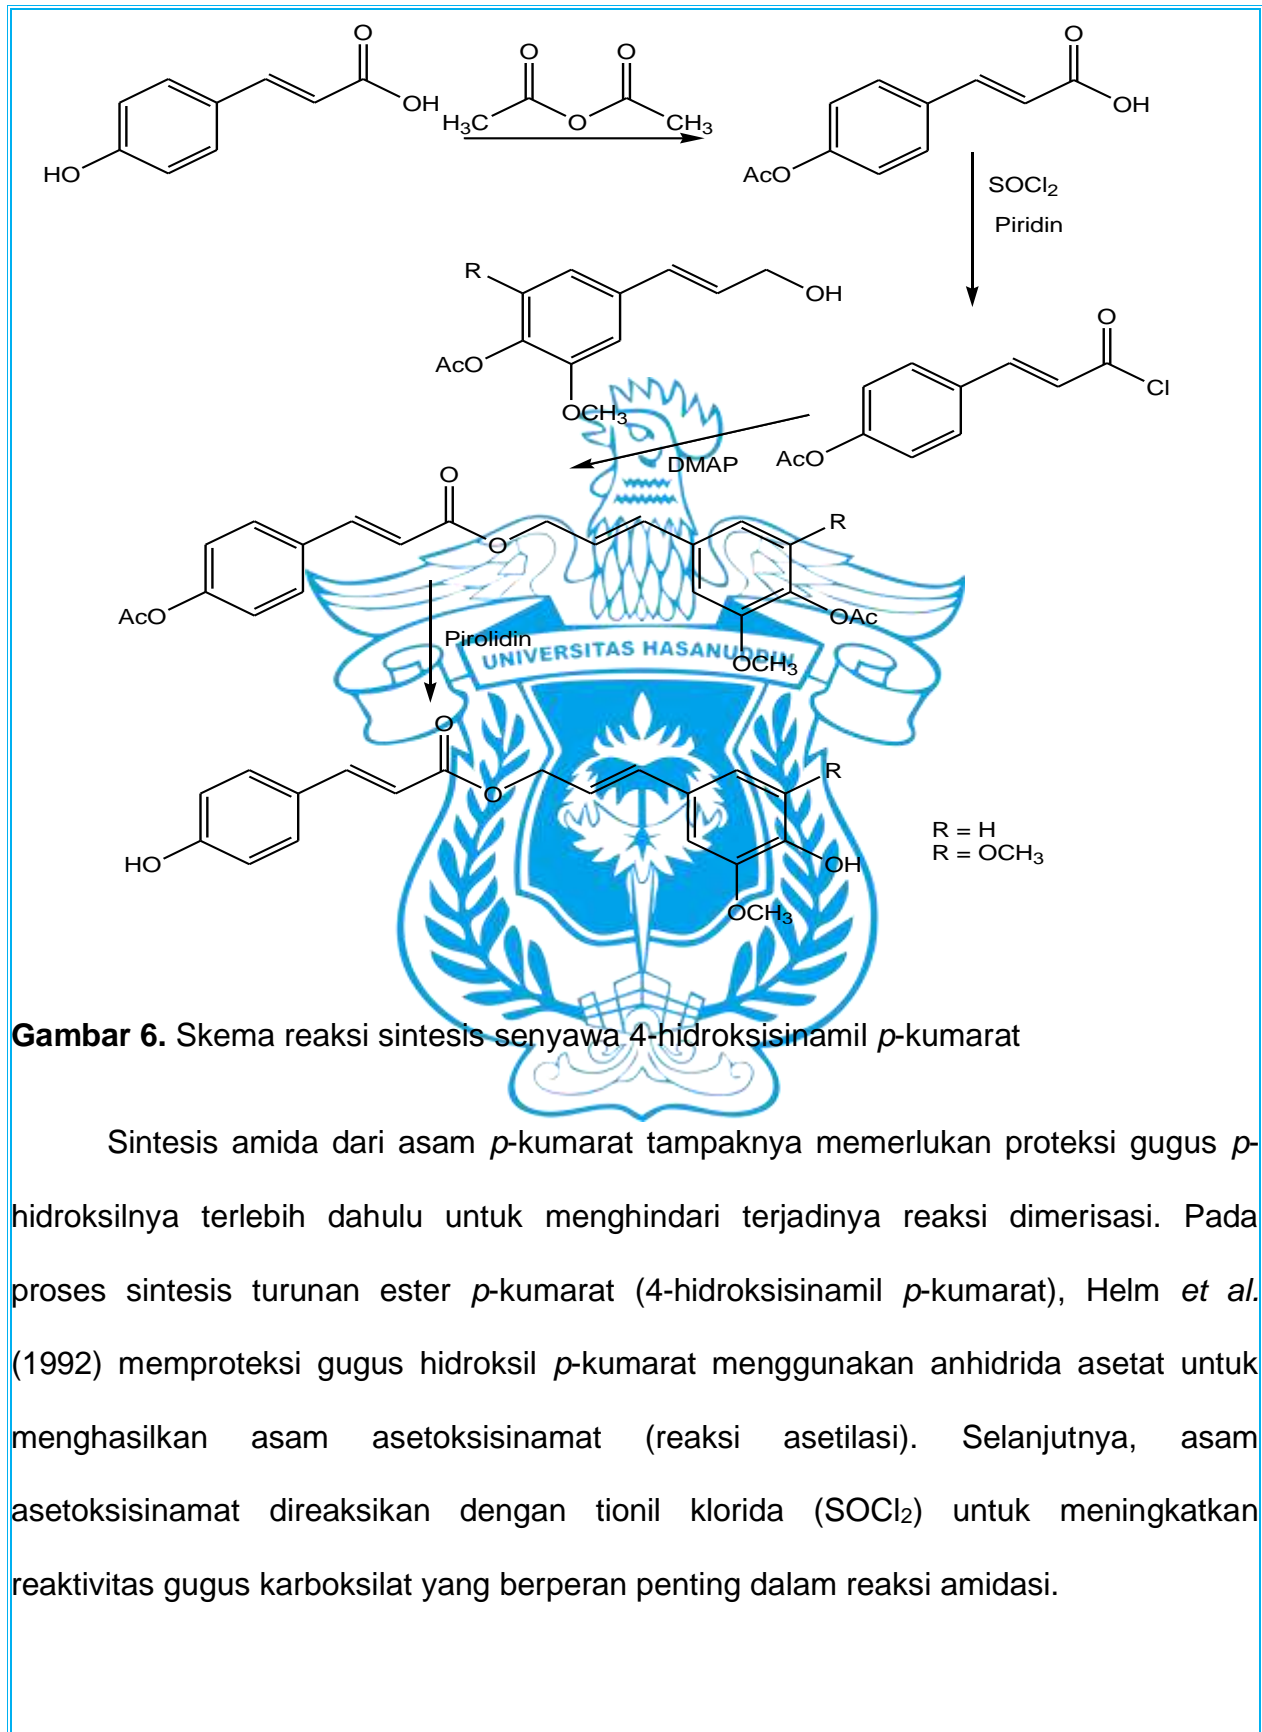 O
OH
HO
O
O
H₃C
O
CH₃
O
OH
AcO
SOCl₂
Piridin
R
OH
AcO
OCH₃
O
Cl
AcO
DMAP
O
O
R
AcO
OAc
OCH₃
Pirolidin
UNIVERSITAS HASANUDDIN
O
O
R
HO
OH
OCH₃
R = H
R = OCH₃
Gambar 6. Skema reaksi sintesis senyawa 4-hidroksisinamil p-kumarat
Sintesis amida dari asam p-kumarat tampaknya memerlukan proteksi gugus p-
hidroksilnya terlebih dahulu untuk menghindari terjadinya reaksi dimerisasi. Pada
proses sintesis turunan ester p-kumarat (4-hidroksisinamil p-kumarat), Helm et al.
(1992) memproteksi gugus hidroksil p-kumarat menggunakan anhidrida asetat untuk
menghasilkan asam asetoksisinamat (reaksi asetilasi). Selanjutnya, asam
asetoksisinamat direaksikan dengan tionil klorida (SOCl₂) untuk meningkatkan
reaktivitas gugus karboksilat yang berperan penting dalam reaksi amidasi.